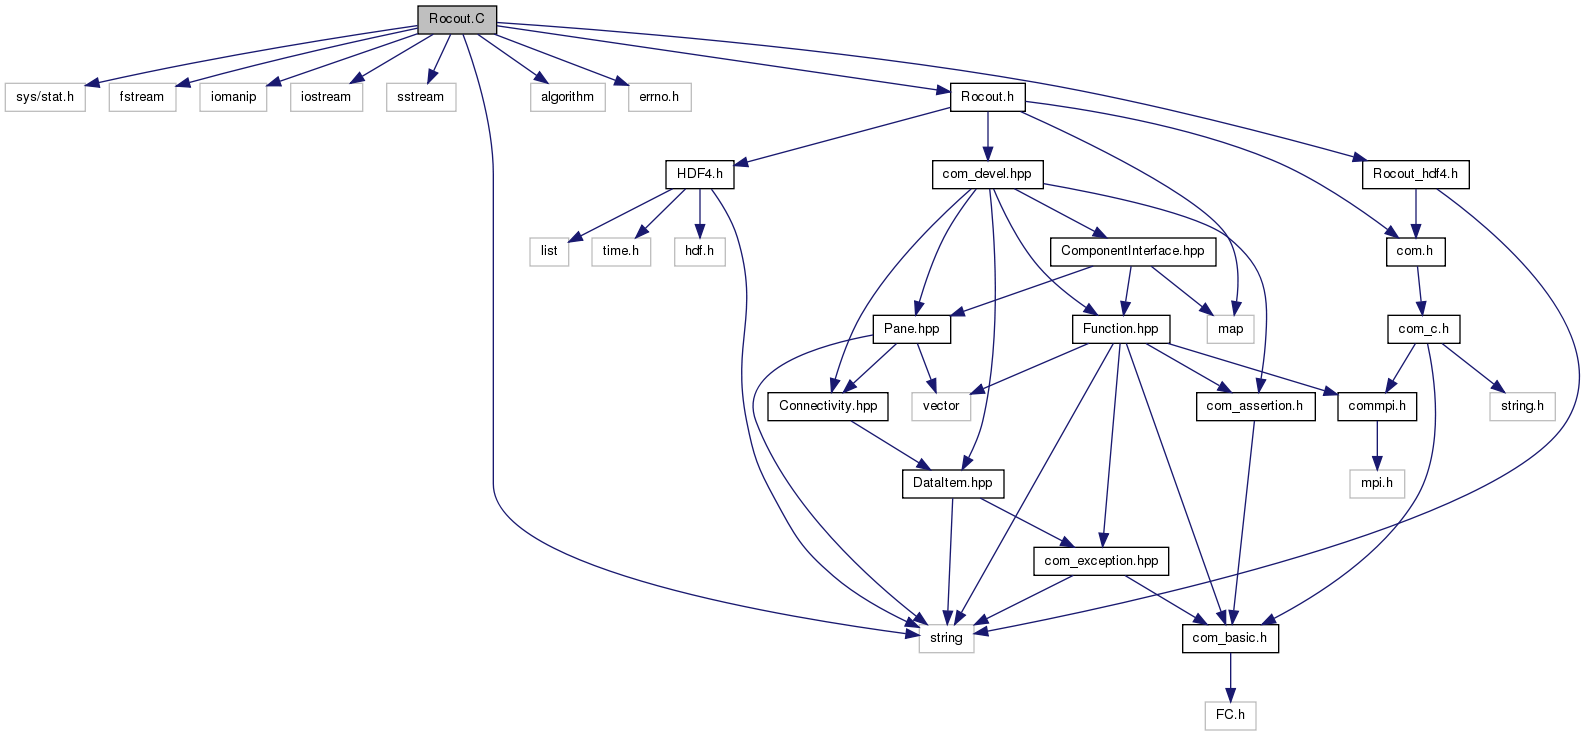 Rocout.C
sys/stat.h
fstream
iomanip
iostream
sstream
algorithm
errno.h
Rocout.h
HDF4.h
com_devel.hpp
Rocout_hdf4.h
list
time.h
hdf.h
ComponentInterface.hpp
com.h
Pane.hpp
Function.hpp
map
com_c.h
Connectivity.hpp
vector
com_assertion.h
commpi.h
string.h
DataItem.hpp
mpi.h
com_exception.hpp
string
com_basic.h
FC.h